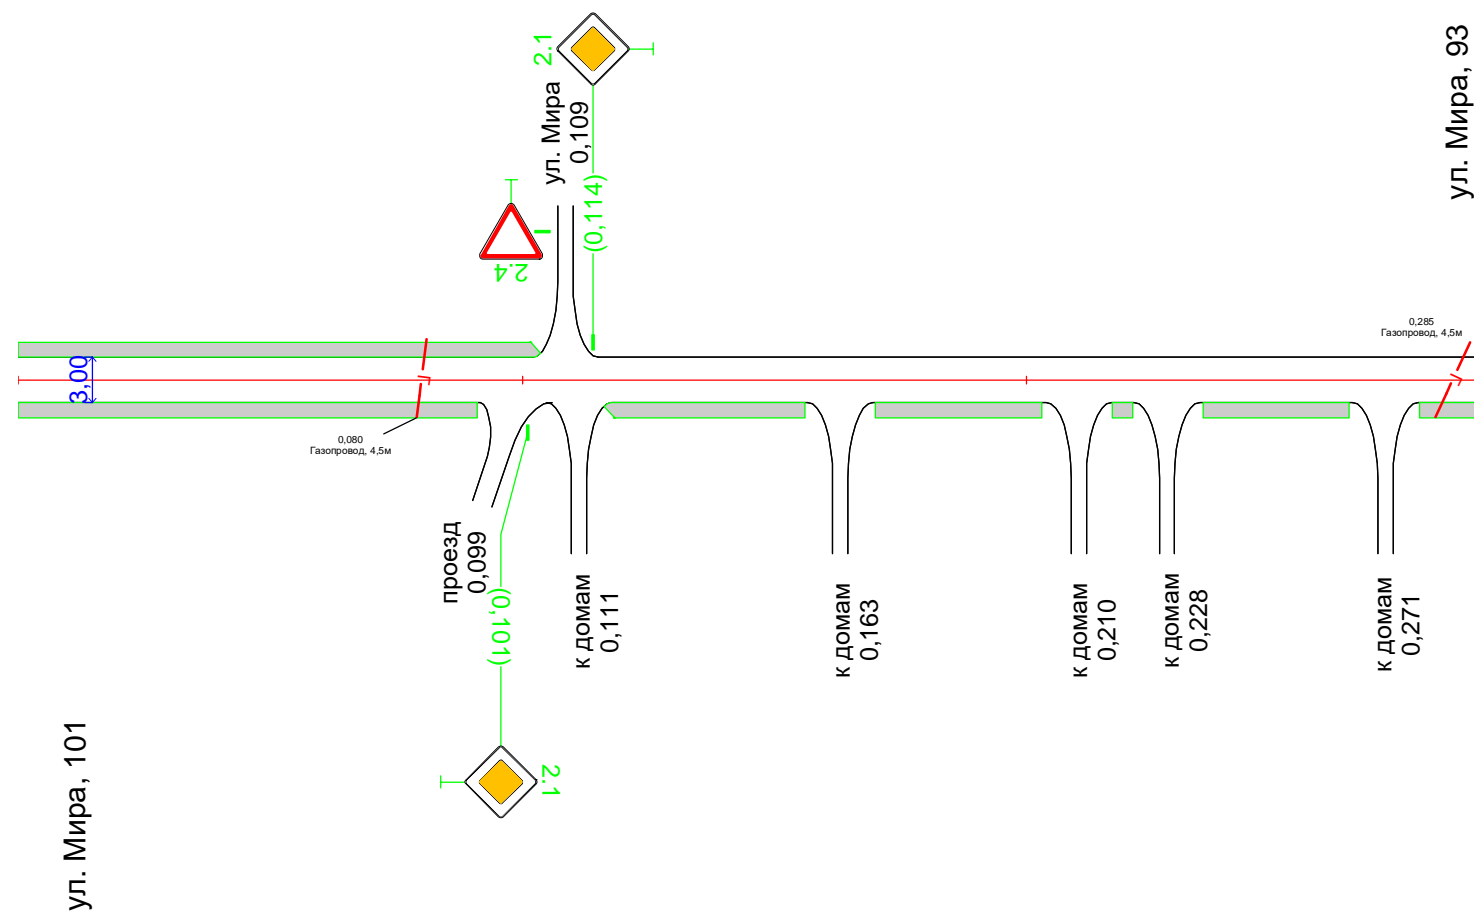 2.1
ул. Мира
0,109
(0,114)
2.4
ул. Мира, 93
0,285
Газопровод, 4,5м
3,00
0,080
Газопровод, 4,5м
проезд
0,099
(0,101)
2.1
к домам
0,111
к домам
0,163
к домам
0,210
к домам
0,228
к домам
0,271
ул. Мира, 101